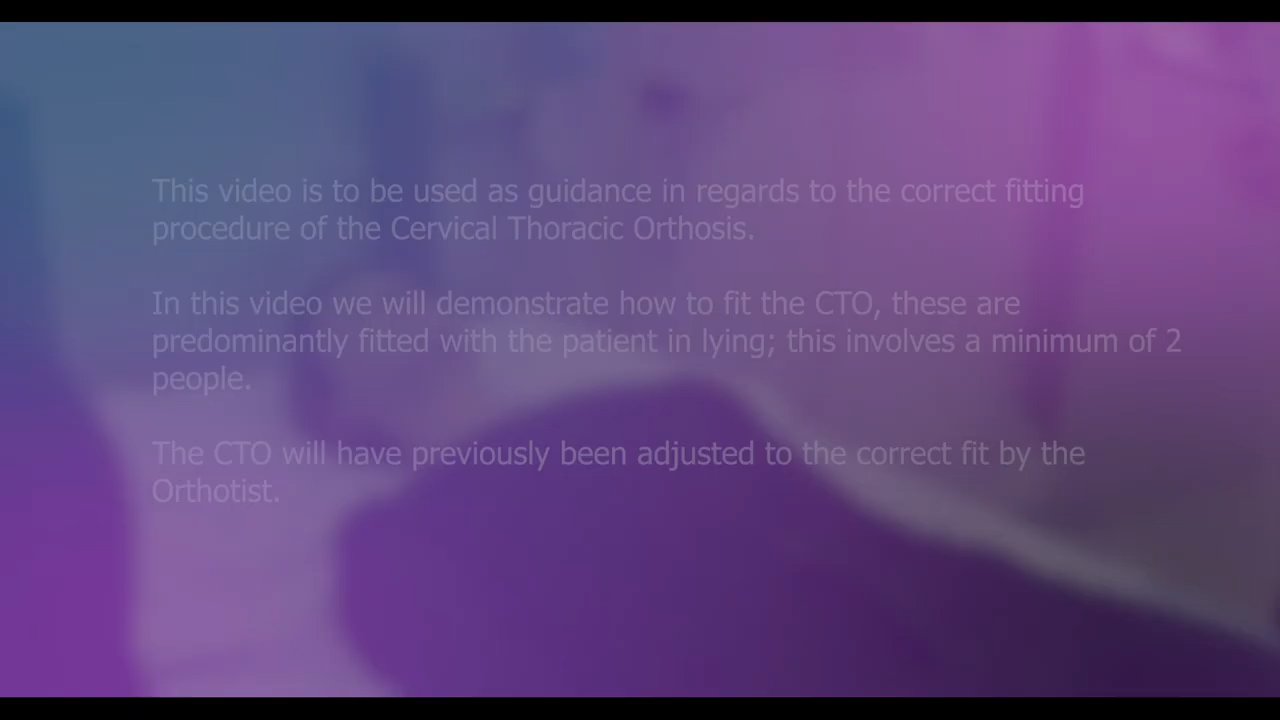 This video is to be used as guidance in regards to the correct fitting
procedure of the Cervical Thoracic Orthosis.
In this video we will demonstrate how to fit the CTO, these are
predominantly fitted with the patient in lying; this involves a minimum of 2
people.
The CTO will have previously been adjusted to the correct fit by the
Orthotist.